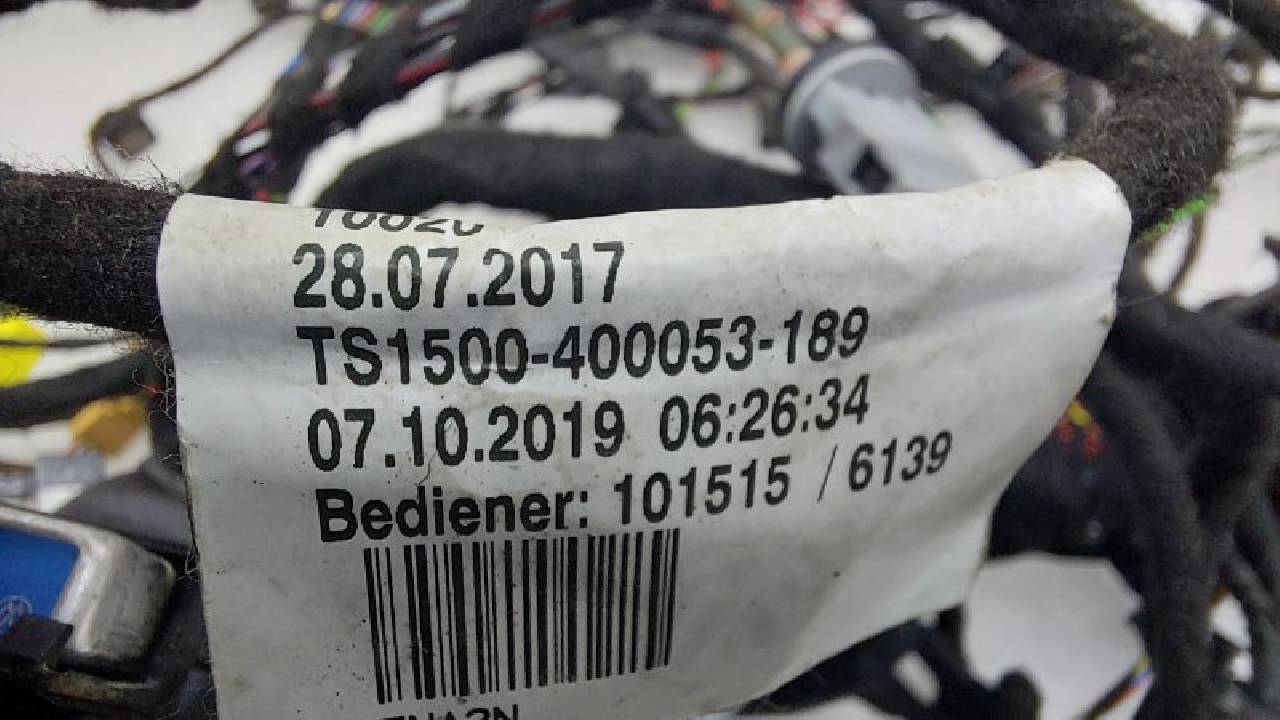 28.07.2017
TS1500-400053-189
07.10.2019 06:26:34
Bediener: 101515 / 6139